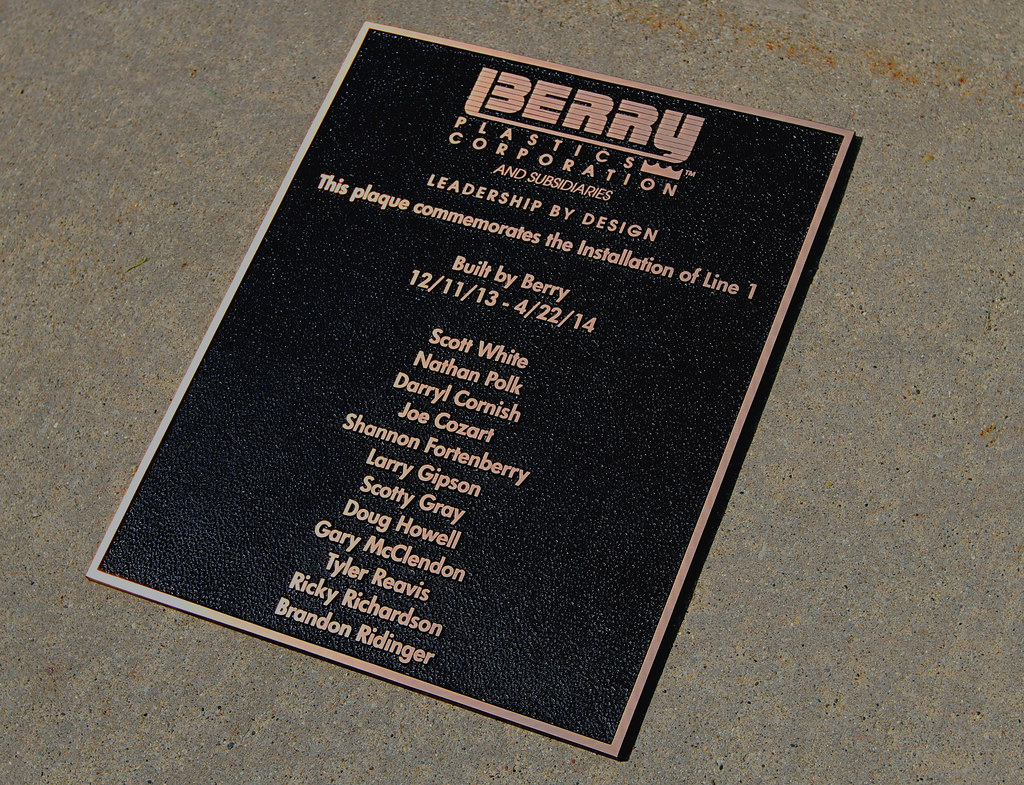 BERRY
PLASTICS
CORPORATION™
AND SUBSIDIARIES
LEADERSHIP BY DESIGN
This plaque commemorates the Installation of Line 1
Built by Berry
12/11/13 - 4/22/14
Scott White
Nathan Polk
Darryl Cornish
Joe Cozart
Shannon Fortenberry
Larry Gipson
Scotty Gray
Doug Howell
Gary McClendon
Tyler Reavis
Ricky Richardson
Brandon Ridinger